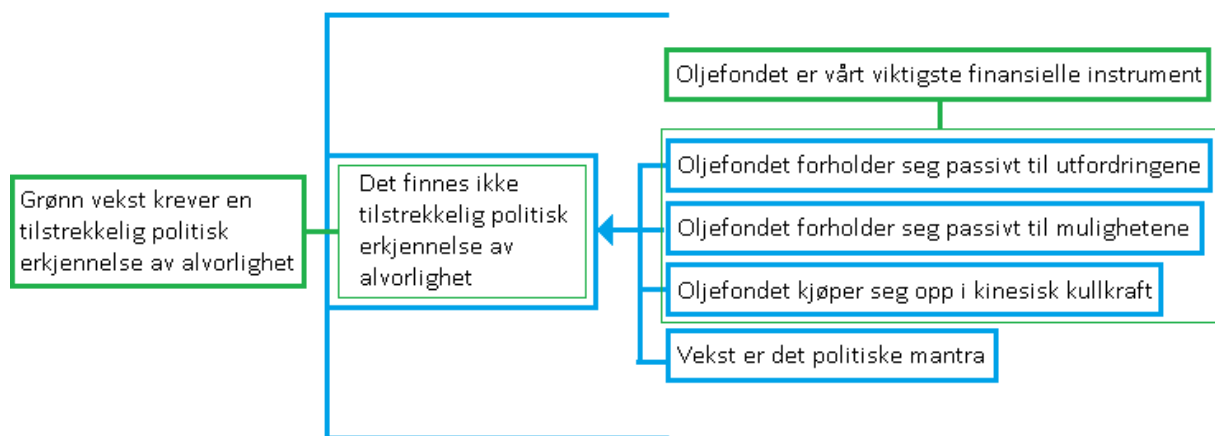 Oljefondet er vårt viktigste finansielle instrument
Grønn vekst krever en
tilstrekkelig politisk
erkjennelse av alvorlighet
Det finnes ikke
tilstrekkelig politisk
erkjennelse av
alvorlighet
Oljefondet forholder seg passivt til utfordringene
Oljefondet forholder seg passivt til mulighetene
Oljefondet kjøper seg opp i kinesisk kullkraft
Vekst er det politiske mantra